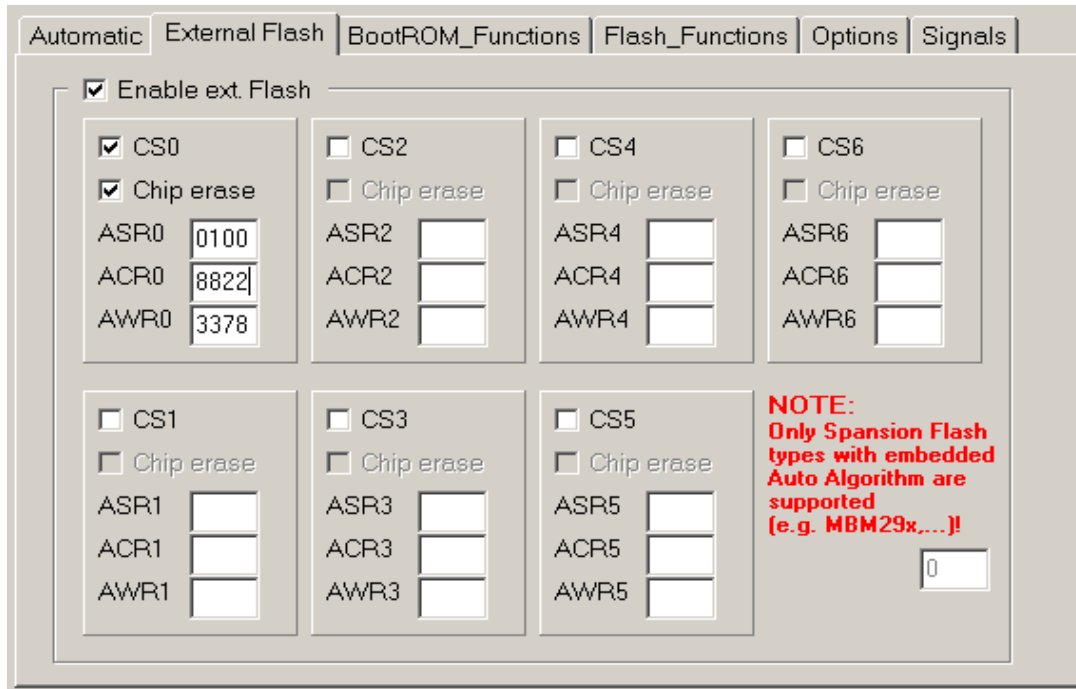 Automatic External Flash BootROM_Functions Flash_Functions Options Signals
Enable ext. Flash
CS0
Chip erase
ASR0 0100
ACR0 8822
AWR0 3378
CS2
Chip erase
ASR2
ACR2
AWR2
CS4
Chip erase
ASR4
ACR4
AWR4
CS6
Chip erase
ASR6
ACR6
AWR6
CS1
Chip erase
ASR1
ACR1
AWR1
CS3
Chip erase
ASR3
ACR3
AWR3
CS5
Chip erase
ASR5
ACR5
AWR5
NOTE:
Only Spansion Flash
types with embedded
Auto Algorithm are
supported
(e.g. MBM29x,...)!
0